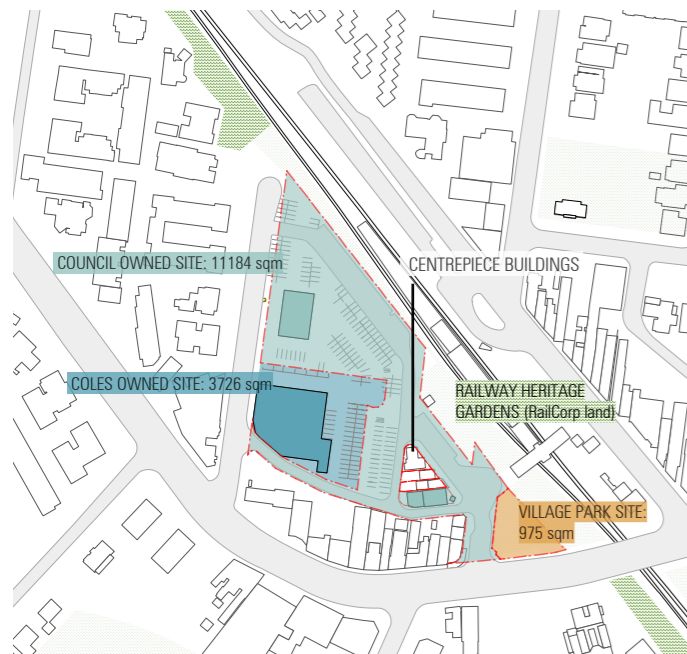 COUNCIL OWNED SITE: 11184 sqm
CENTREPIECE BUILDINGS
COLES OWNED SITE: 3726 sqm
RAILWAY HERITAGE
GARDENS (RailCorp land)
VILLAGE PARK SITE:
975 sqm